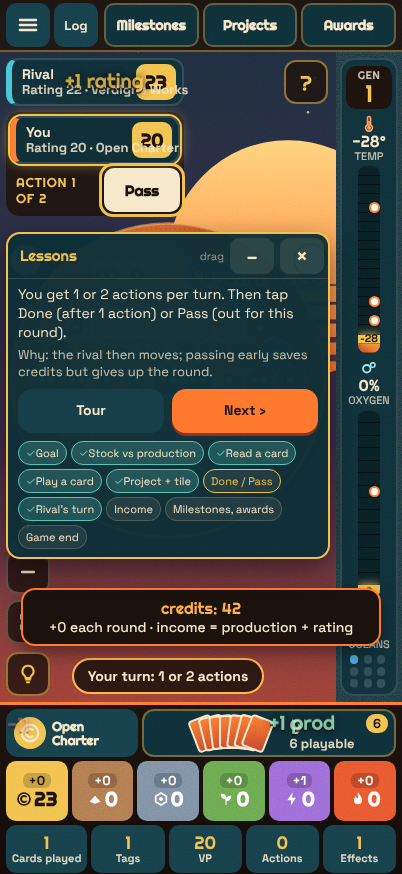 Log
Milestones
Projects
Awards
Rival
+1 rating
23
Rating 22 · Verdigris Works
You
20
Rating 20 · Open Charter
ACTION 1
OF 2
Pass
?
GEN
1
-28°
TEMP
-28
0%
OXYGEN
Lessons
drag
–
×
You get 1 or 2 actions per turn. Then tap
Done (after 1 action) or Pass (out for this
round).
Why: the rival then moves; passing early saves
credits but gives up the round.
Tour
Next >
✓Goal
✓Stock vs production
✓Read a card
✓Play a card
✓Project + tile
Done / Pass
✓Rival's turn
Income
Milestones, awards
Game end
credits: 42
+0 each round · income = production + rating
Your turn: 1 or 2 actions
Open
Charter
+1 prod
6
6 playable
+0
© 23
+0
0
+0
0
+0
0
+1
0
+0
0
1
Cards played
1
Tags
20
VP
0
Actions
1
Effects